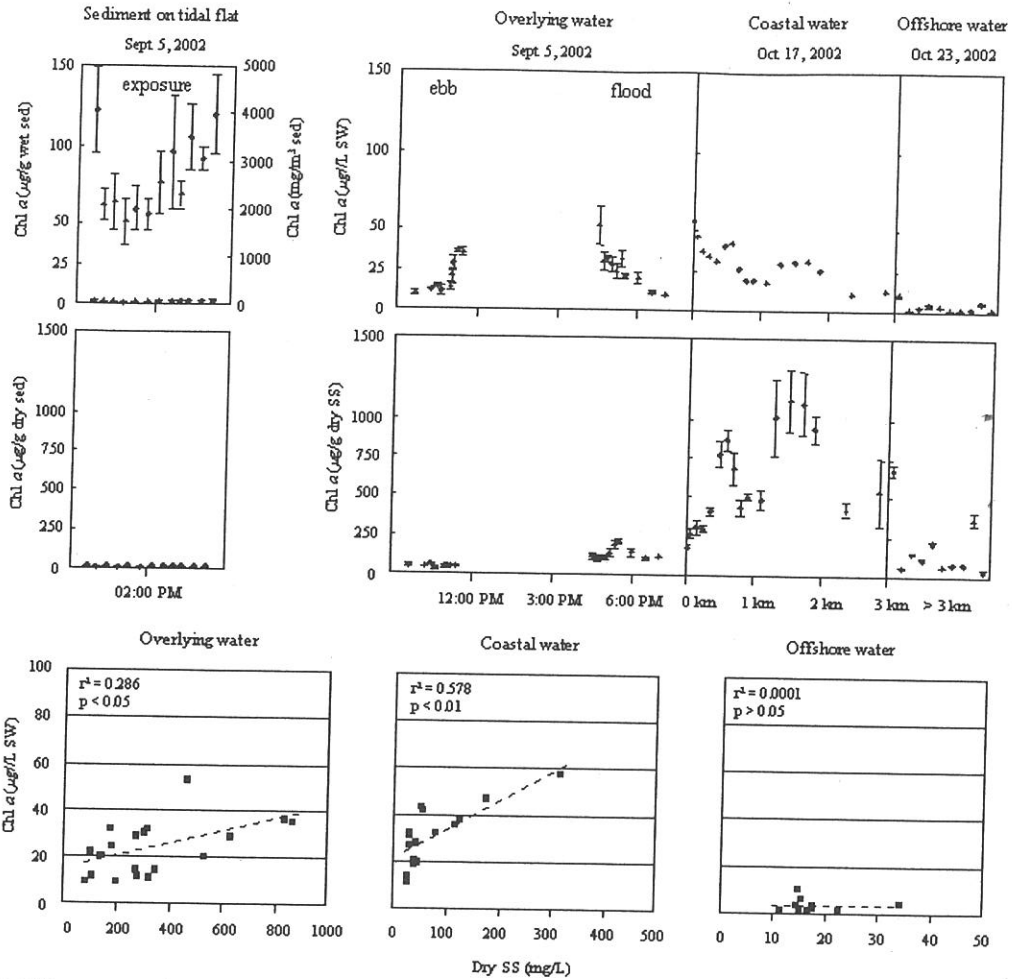 Sediment on tidal flat
Overlying water
Coastal water
Offshore water
Sept. 5, 2002
Sept. 5, 2002
Oct. 17, 2002
Oct. 23, 2002
exposure
ebb
flood
Chl a (µg/g wet sed)
150
100
75
50
25
0
Chl a (mg/m² sed)
5000
4000
3000
2000
1000
0
Chl a (µg/L SW)
150
100
50
25
0
Chl a (µg/g dry sed)
1500
1000
750
500
250
0
02:00 PM
Chl a (µg/g dry SS)
1500
1000
750
500
250
0
12:00 PM
3:00 PM
6:00 PM
0 km
1 km
2 km
3 km
> 3 km
Overlying water
Coastal water
Offshore water
Chl a (µg/L SW)
100
80
60
40
20
0
r² = 0.286
p < 0.05
r² = 0.578
p < 0.01
r² = 0.0001
p > 0.05
0 200 400 600 800 1000
0 100 200 300 400 500
0 10 20 30 40 50
Dry SS (mg/L)